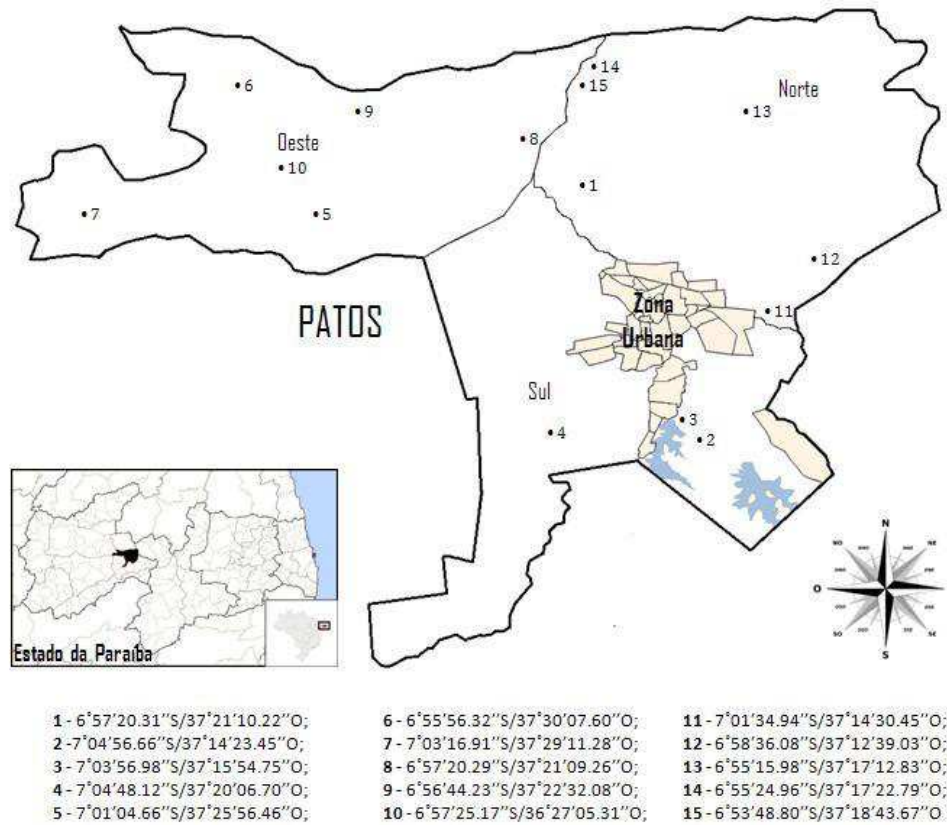 14
6
15
Norte
9
13
Oeste
8
10
1
7
5
12
PATOS
Zona
11
Urbana
Sul
3
4
2
N
NO
NE
O
E
SO
SE
S
Estado da Paraíba
1 - 6°57'20.31''S/37°21'10.22''O;
2 -7°04'56.66''S/37°14'23.45''O;
3 - 7°03'56.98''S/37°15'54.75''O;
4 - 7°04'48.12''S/37°20'06.70''O;
5 - 7°01'04.66''S/37°25'56.46''O;
6 - 6°55'56.32''S/37°30'07.60''O;
7 - 7°03'16.91''S/37°29'11.28''O;
8 - 6°57'20.29''S/37°21'09.26''O;
9 - 6°56'44.23''S/37°22'32.08''O;
10 - 6°57'25.17''S/36°27'05.31''O;
11 - 7°01'34.94''S/37°14'30.45''O;
12 - 6°58'36.08''S/37°12'39.03''O;
13 - 6°55'15.98''S/37°17'12.83''O;
14 - 6°55'24.96''S/37°17'22.79''O;
15 - 6°53'48.80''S/37°18'43.67''O